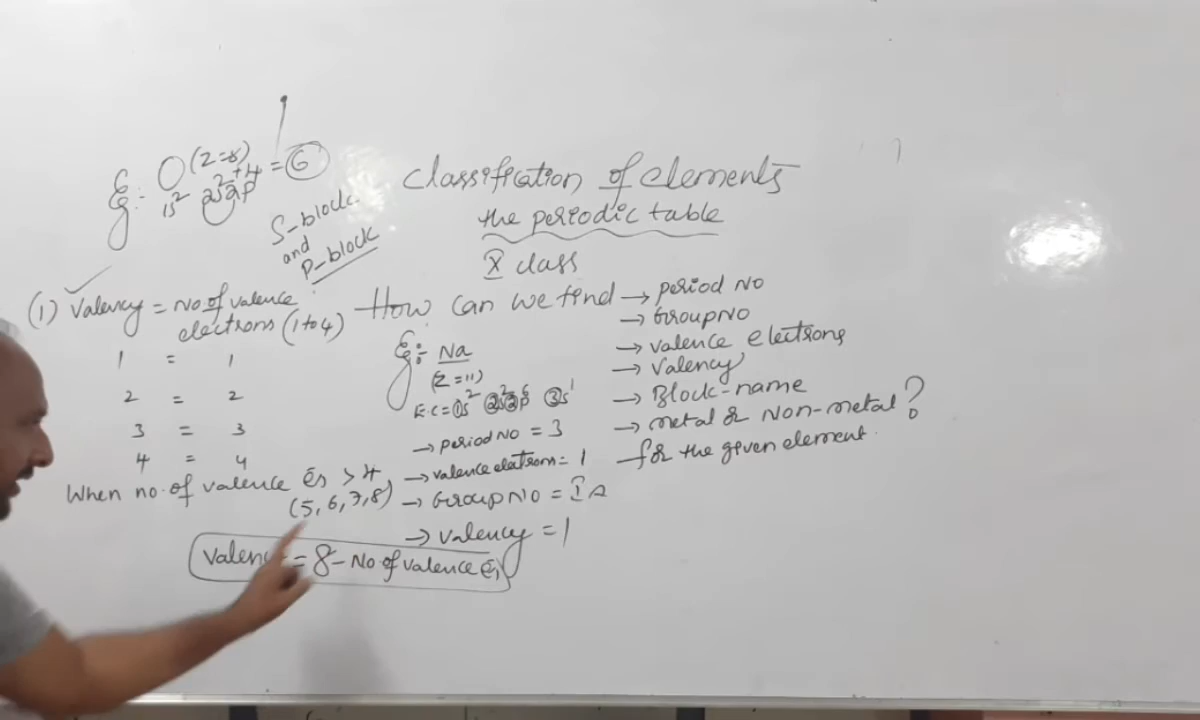 Eg:- O (Z=8)
1s² 2s² 2p⁴ = 6
S-block
and
P-block
Classification of elements
the periodic table
X class
(1) Valency = No. of valence
electrons (1 to 4)
1 = 1
2 = 2
3 = 3
4 = 4
When no. of valence ēs > 4
(5, 6, 7, 8)
Valency = 8 - No of valence ēs
How can we find → period No
→ Group No
→ valence electrons
→ Valency
→ Block-name
→ metal or Non-metal?
for the given element.
Eg:- Na
(Z=11)
E.C = 1s² 2s² 2p⁶ 3s¹
→ period No = 3
→ valence electrons = 1
→ Group No = I A
→ valency = 1